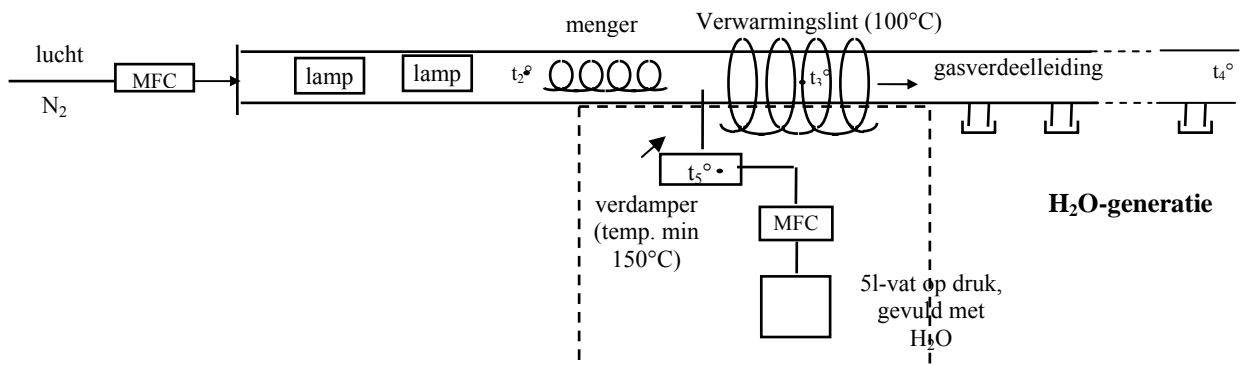 menger
Verwarmingslint (100°C)
lucht
MFC
N₂
lamp
lamp
t₂°
t₃°
gasverdeelleiding
t₄°
t₅°
verdamper
(temp. min
150°C)
MFC
H₂O-generatie
5l-vat op druk,
gevuld met
H₂O